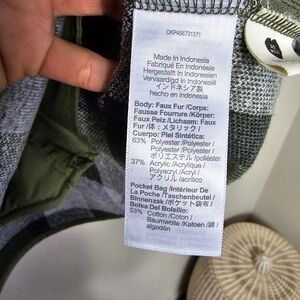 CKP456731371
Made In Indonesia
Fabriqué En Indonésie
Hergestellt In Indonesien
Vervaardigd In Indonesië
インドネシア製
hecho en Indonesia
Body: Faux Fur /Corps:
Fausse Fourrure /Körper:
Faux Pelz /Lichaam: Faux
Fur /体：メタリック /
Cuerpo: Piel Sintética:
63% Polyester /Polyester /
Polyester /Polyester /
ポリエステル /poliéster
37% Acrylic /Acrylique /
Acryl /Acryl /アクリル
/acrílico
Pocket Bag /Intérieur De
La Poche /Taschenbeutel /
Binnenzak /ポケット袋布 /
Bolsa Del Bolsillo:
53% Cotton /Coton /
Baumwolle /Katoen /綿 /
algodón